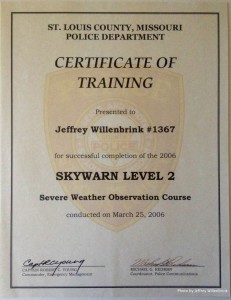 ST. LOUIS COUNTY, MISSOURI
POLICE DEPARTMENT
CERTIFICATE OF
TRAINING
Presented to
Jeffrey Willenbrink #1367
for successful completion of the 2006
SKYWARN LEVEL 2
Severe Weather Observation Course
conducted on March 25, 2006